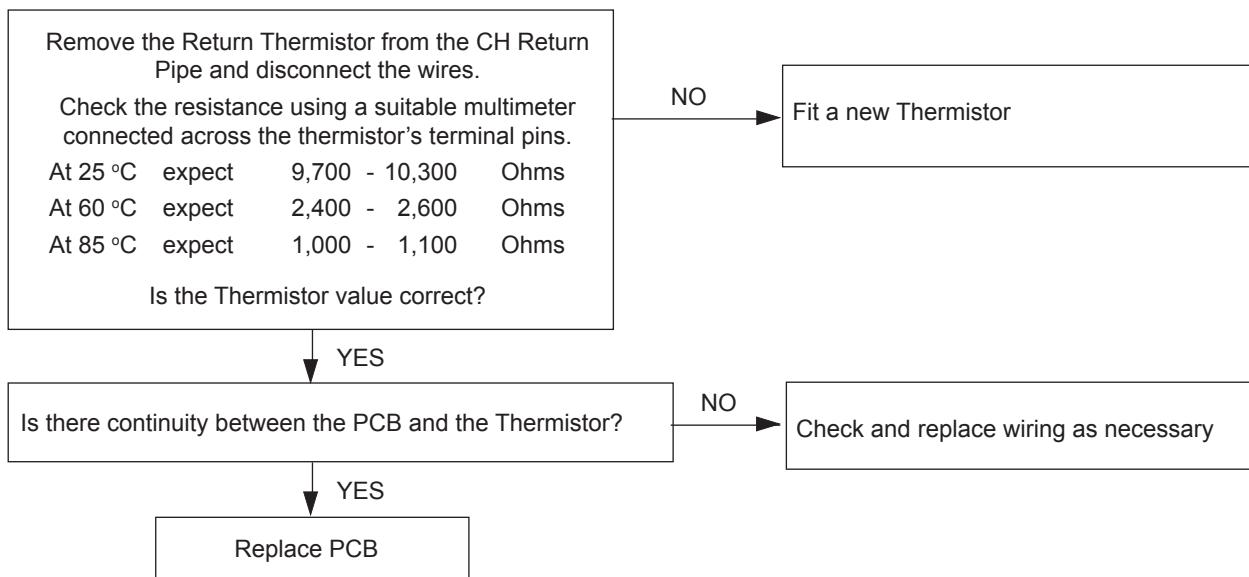 Remove the Return Thermistor from the CH Return
Pipe and disconnect the wires.
Check the resistance using a suitable multimeter
connected across the thermistor's terminal pins.
At 25 °C expect 9,700 - 10,300 Ohms
At 60 °C expect 2,400 - 2,600 Ohms
At 85 °C expect 1,000 - 1,100 Ohms
Is the Thermistor value correct?
NO
Fit a new Thermistor
YES
Is there continuity between the PCB and the Thermistor?
NO
Check and replace wiring as necessary
YES
Replace PCB